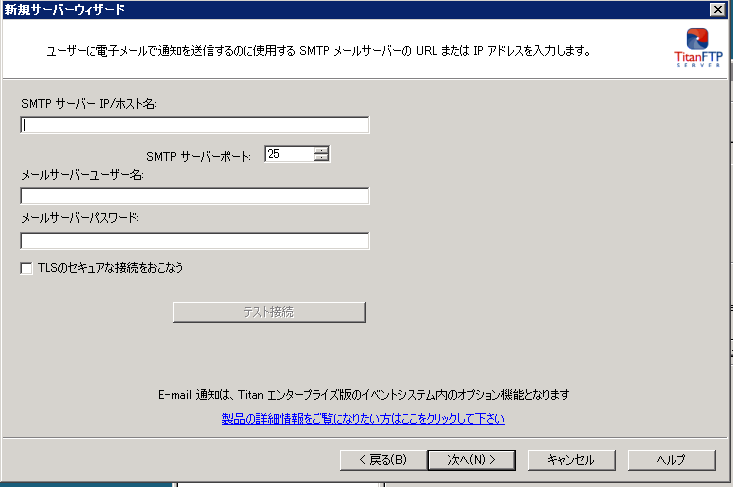 新規サーバーウィザード
ユーザーに電子メールで通知を送信するのに使用する SMTP メールサーバーの URL または IP アドレスを入力します。
TitanFTP
SERVER
SMTP サーバー IP/ホスト名:
SMTP サーバーポート: 25
メールサーバーユーザー名:
メールサーバーパスワード:
TLSのセキュアな接続をおこなう
テスト接続
E-mail 通知は、Titan エンタープライズ版のイベントシステム内のオプション機能となります
製品の詳細情報をご覧になりたい方はここをクリックして下さい
< 戻る(B) 次へ(N) > キャンセル ヘルプ